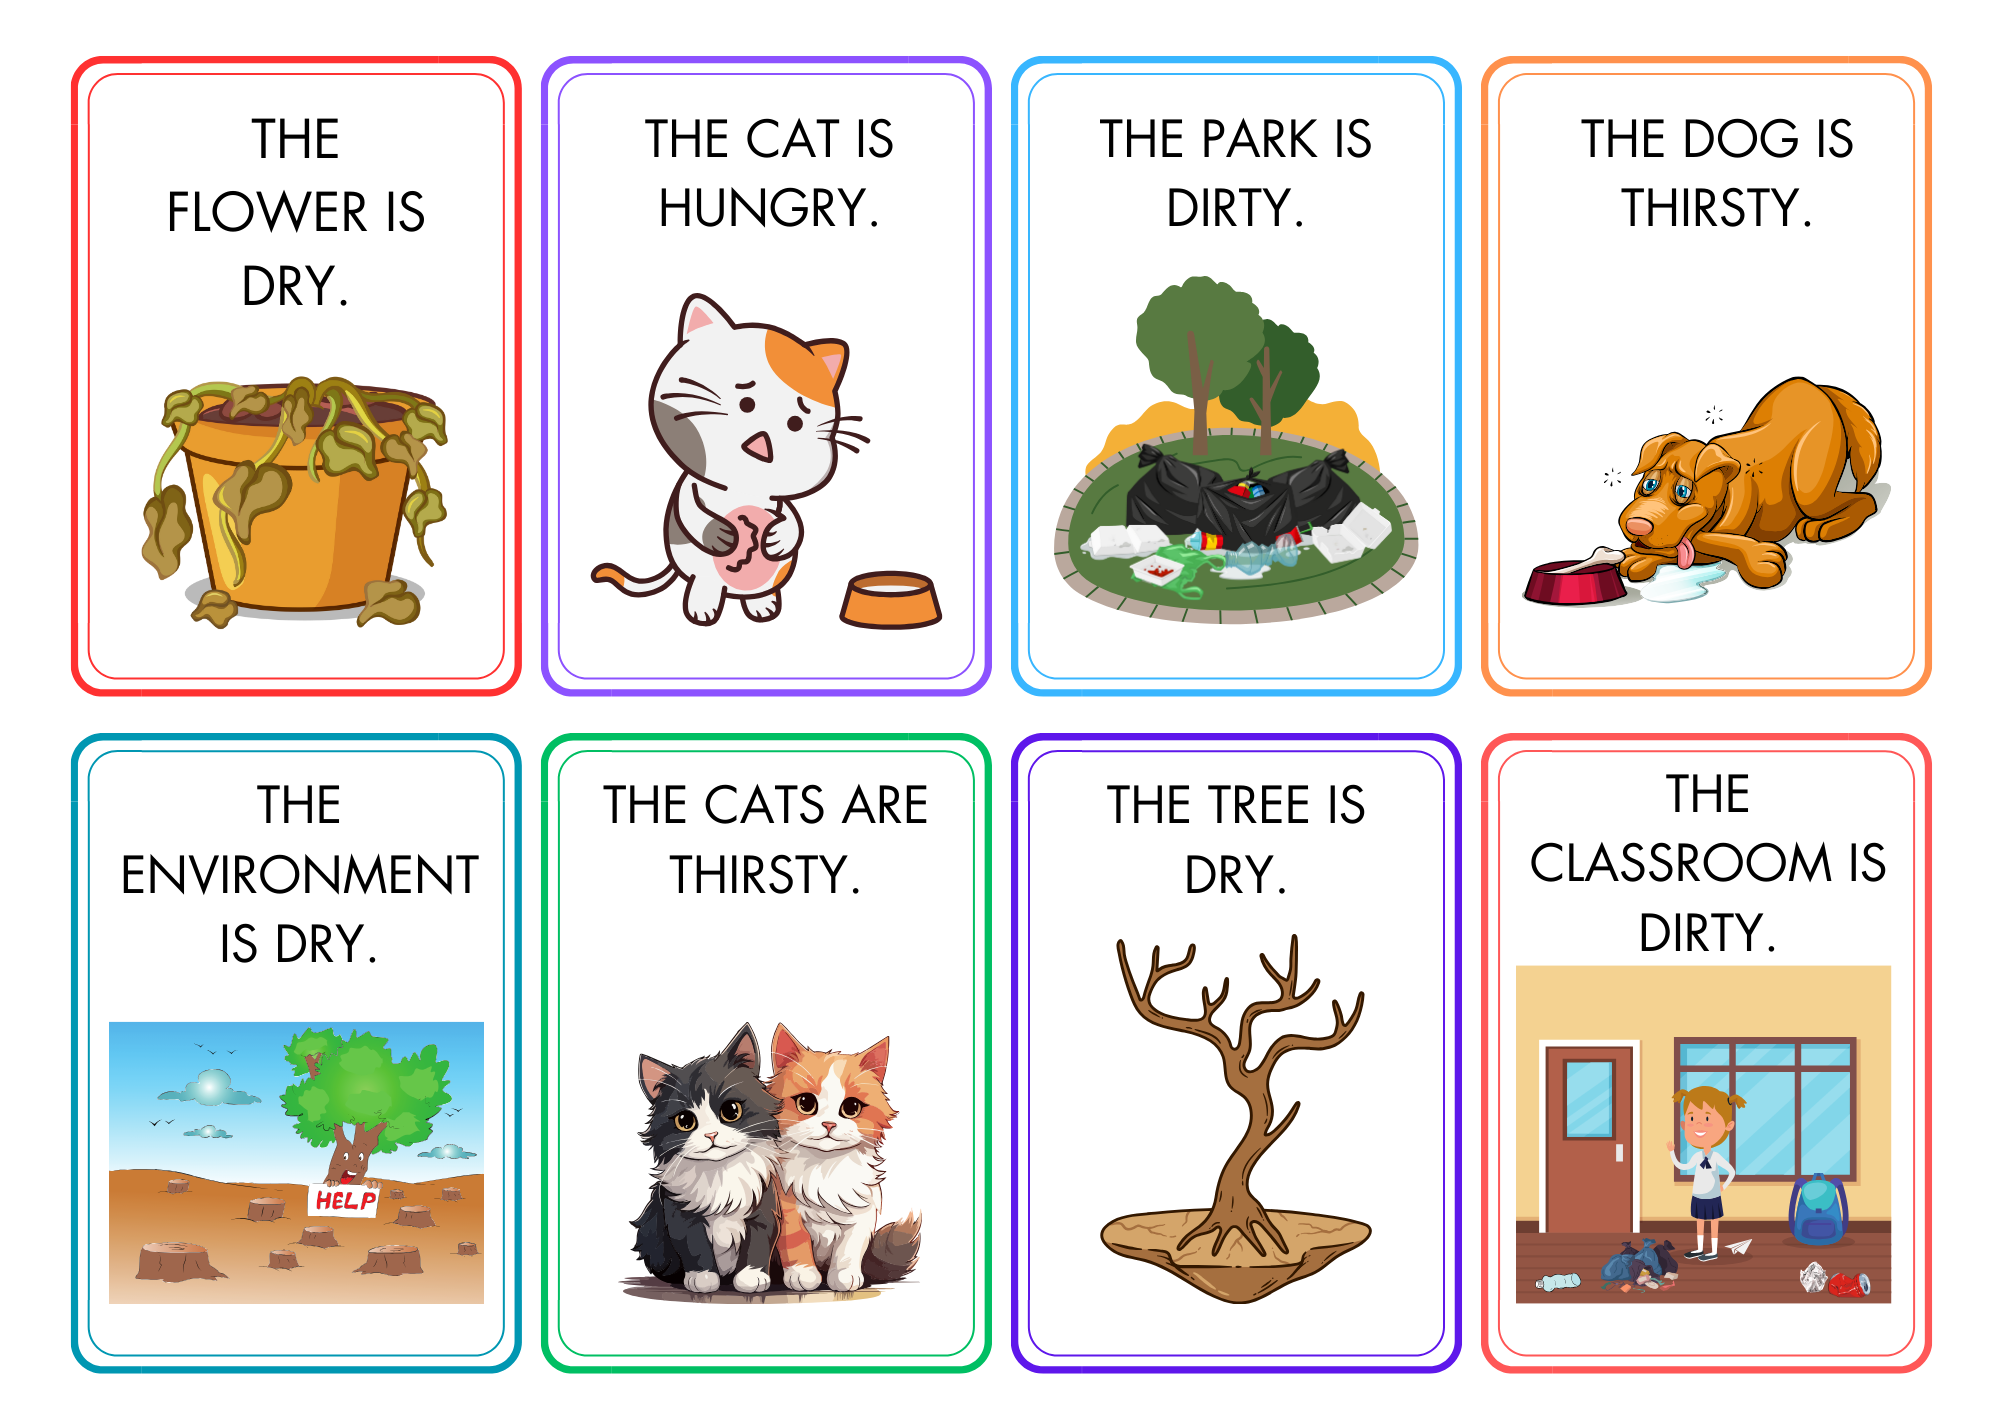 THE
FLOWER IS
DRY.
THE CAT IS
HUNGRY.
THE PARK IS
DIRTY.
THE DOG IS
THIRSTY.
THE
ENVIRONMENT
IS DRY.
HELP
THE CATS ARE
THIRSTY.
THE TREE IS
DRY.
THE
CLASSROOM IS
DIRTY.